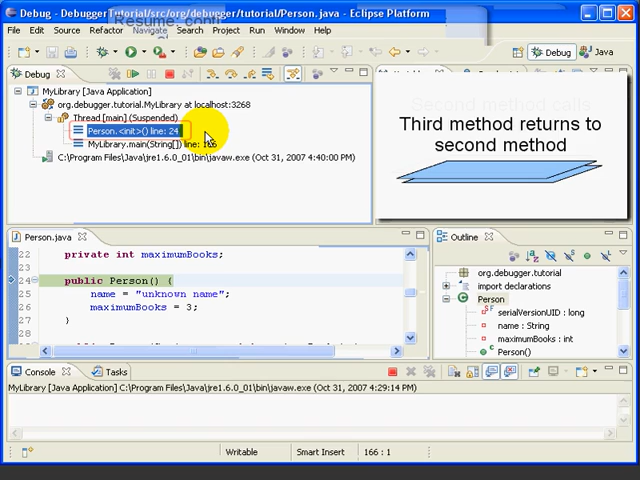 Debug - DebuggerTutorial/src/org/debugger/tutorial/Person.java - Eclipse Platform
Resume: conti
File Edit Source Refactor Navigate Search Project Run Window Help
Debug
Java
Debug
MyLibrary [Java Application]
org.debugger.tutorial.MyLibrary at localhost:3268
Thread [main] (Suspended)
Person.<init>() line: 24
MyLibrary.main(String[]) line: 166
C:\Program Files\Java\jre1.6.0_01\bin\javaw.exe (Oct 31, 2007 4:40:00 PM)
Second method calls
Third method returns to
second method
Person.java
22 private int maximumBooks;
23
24 public Person() {
25 name = "unknown name";
26 maximumBooks = 3;
27 }
28
Outline
org.debugger.tutorial
import declarations
Person
serialVersionUID : long
name : String
maximumBooks : int
Person()
Console
Tasks
MyLibrary [Java Application] C:\Program Files\Java\jre1.6.0_01\bin\javaw.exe (Oct 31, 2007 4:29:14 PM)
Writable
Smart Insert
166 : 1